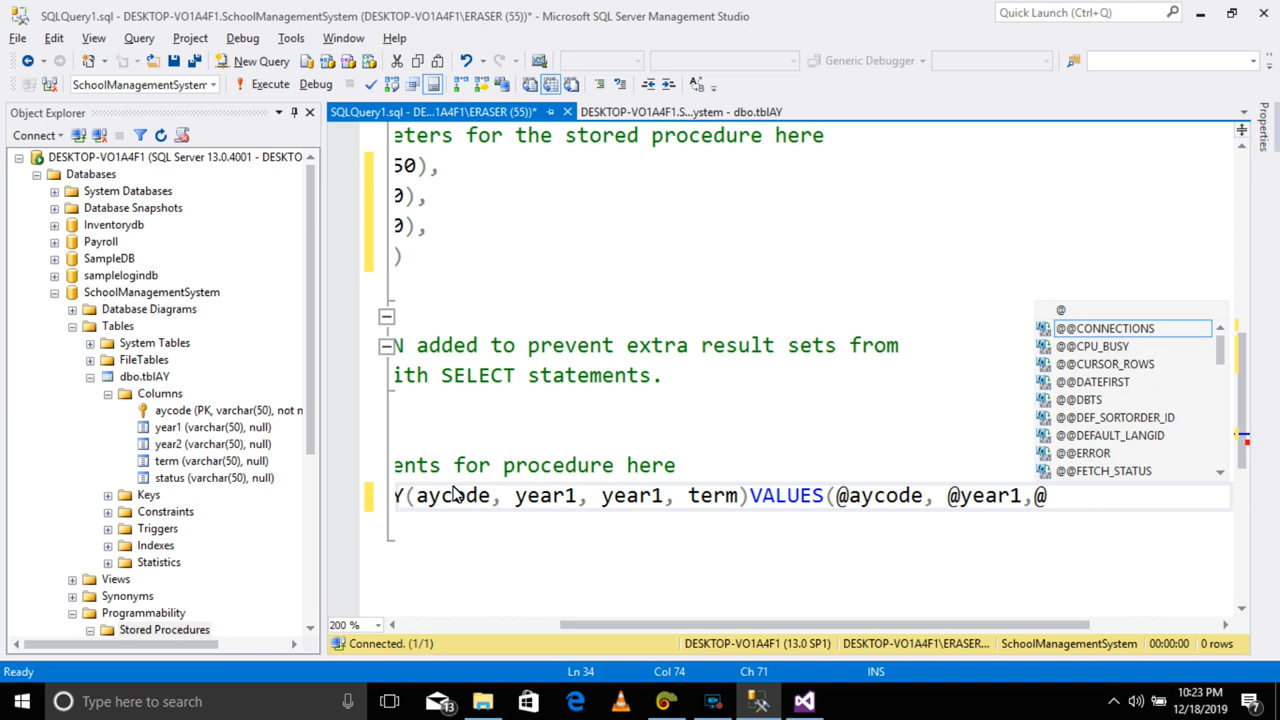 SQLQuery1.sql - DESKTOP-VO1A4F1.SchoolManagementSystem (DESKTOP-VO1A4F1\ERASER (55))* - Microsoft SQL Server Management Studio
Quick Launch (Ctrl+Q)
File Edit View Query Project Debug Tools Window Help
New Query
Generic Debugger
SchoolManagementSystem
Execute Debug
Object Explorer
SQLQuery1.sql - DE...1A4F1\ERASER (55))*
DESKTOP-VO1A4F1.S...ystem - dbo.tblAY
Properties
Connect
DESKTOP-VO1A4F1 (SQL Server 13.0.4001 - DESKTO
Databases
System Databases
Database Snapshots
Inventorydb
Payroll
SampleDB
samplelogindb
SchoolManagementSystem
Database Diagrams
Tables
System Tables
FileTables
dbo.tblAY
Columns
aycode (PK, varchar(50), not n
year1 (varchar(50), null)
year2 (varchar(50), null)
term (varchar(50), null)
status (varchar(50), null)
Keys
Constraints
Triggers
Indexes
Statistics
Views
Synonyms
Programmability
Stored Procedures
eters for the stored procedure here
50),
0),
0),
)
N added to prevent extra result sets from
ith SELECT statements.
ents for procedure here
Y(aycode, year1, year1, term)VALUES(@aycode, @year1,@
@
@@CONNECTIONS
@@CPU_BUSY
@@CURSOR_ROWS
@@DATEFIRST
@@DBTS
@@DEF_SORTORDER_ID
@@DEFAULT_LANGID
@@ERROR
@@FETCH_STATUS
200 %
Connected. (1/1)
DESKTOP-VO1A4F1 (13.0 SP1)
DESKTOP-VO1A4F1\ERASER...
SchoolManagementSystem
00:00:00
0 rows
Ready
Ln 34
Col 74
Ch 71
INS
Type here to search
13
10:23 PM
12/18/2019
7